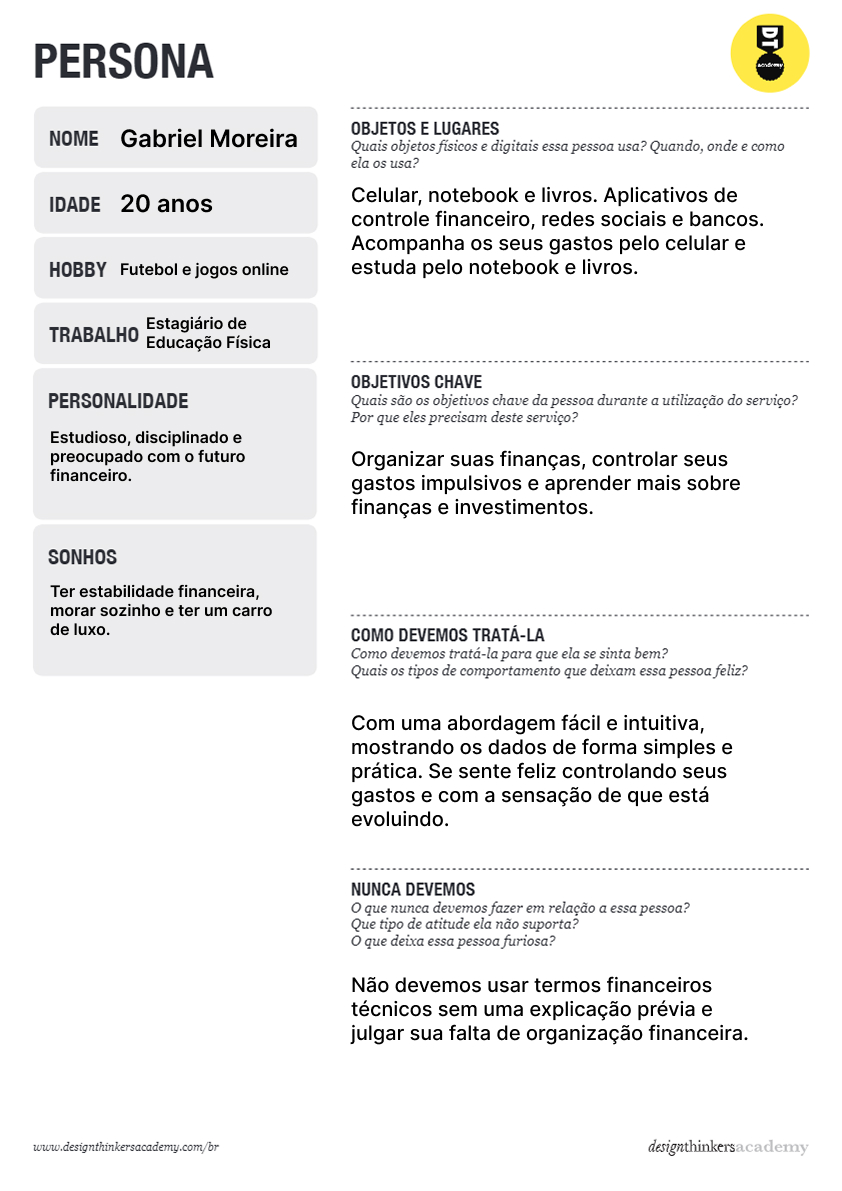 PERSONA
DT
academy
NOME Gabriel Moreira
IDADE 20 anos
HOBBY Futebol e jogos online
TRABALHO Estagiário de
Educação Física
PERSONALIDADE
Estudioso, disciplinado e
preocupado com o futuro
financeiro.
SONHOS
Ter estabilidade financeira,
morar sozinho e ter um carro
de luxo.
OBJETOS E LUGARES
Quais objetos físicos e digitais essa pessoa usa? Quando, onde e como
ela os usa?
Celular, notebook e livros. Aplicativos de
controle financeiro, redes sociais e bancos.
Acompanha os seus gastos pelo celular e
estuda pelo notebook e livros.
OBJETIVOS CHAVE
Quais são os objetivos chave da pessoa durante a utilização do serviço?
Por que eles precisam deste serviço?
Organizar suas finanças, controlar seus
gastos impulsivos e aprender mais sobre
finanças e investimentos.
COMO DEVEMOS TRATÁ-LA
Como devemos tratá-la para que ela se sinta bem?
Quais os tipos de comportamento que deixam essa pessoa feliz?
Com uma abordagem fácil e intuitiva,
mostrando os dados de forma simples e
prática. Se sente feliz controlando seus
gastos e com a sensação de que está
evoluindo.
NUNCA DEVEMOS
O que nunca devemos fazer em relação a essa pessoa?
Que tipo de atitude ela não suporta?
O que deixa essa pessoa furiosa?
Não devemos usar termos financeiros
técnicos sem uma explicação prévia e
julgar sua falta de organização financeira.
www.designthinkersacademy.com/br
designthinkersacademy